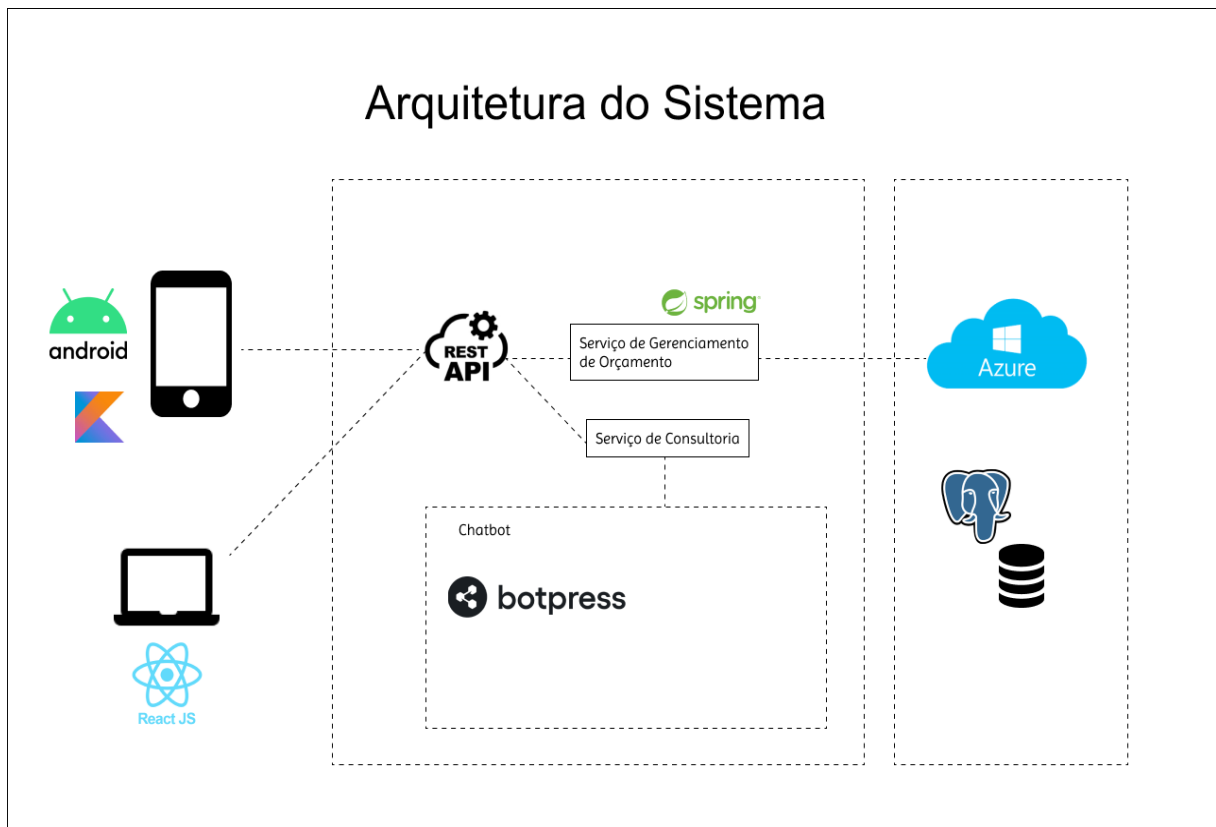 Arquitetura do Sistema
android
REST
API
spring
Serviço de Gerenciamento
de Orçamento
Serviço de Consultoria
Chatbot
botpress
Azure
React JS